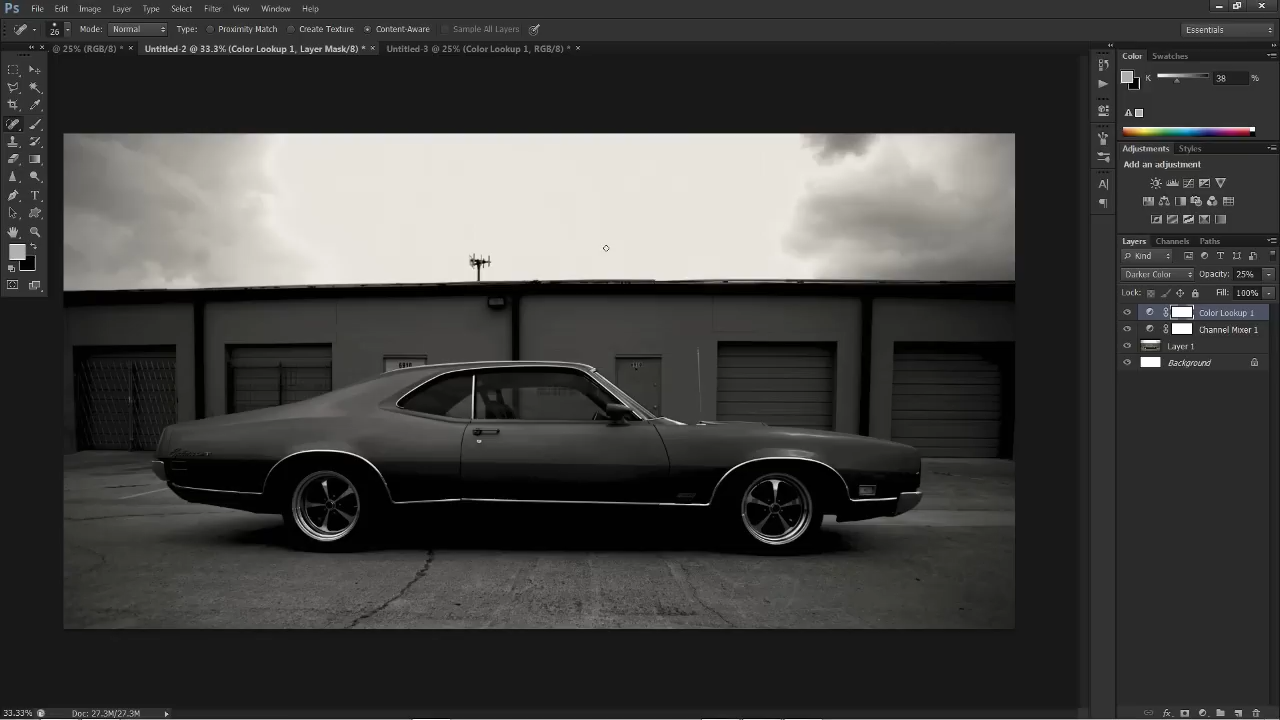 Ps File Edit Image Layer Type Select Filter View Window Help
26 Mode: Normal Type: Proximity Match Create Texture Content-Aware Sample All Layers Essentials
@ 25% (RGB/8) * × Untitled-2 @ 33.3% (Color Lookup 1, Layer Mask/8) * × Untitled-3 @ 25% (Color Lookup 1, RGB/8) * ×
Color Swatches
K 38 %
Adjustments Styles
Add an adjustment
Layers Channels Paths
Kind
Darker Color Opacity: 25%
Lock: Fill: 100%
Color Lookup 1
Channel Mixer 1
Layer 1
Background
33.33% Doc: 27.3M/27.3M